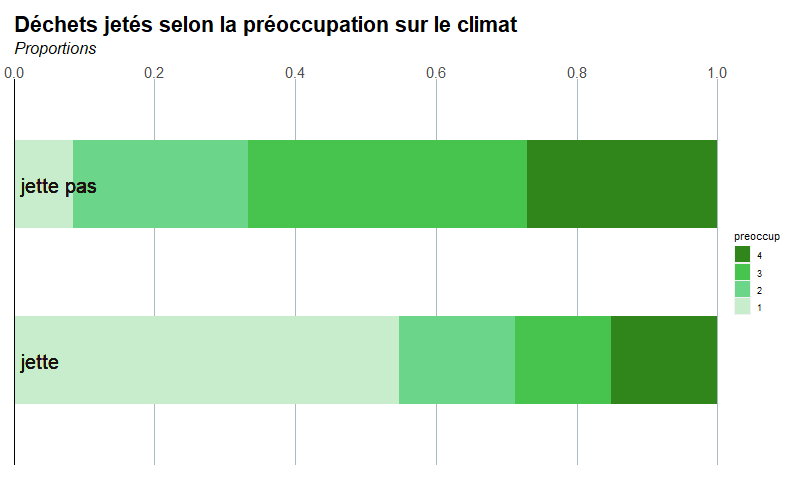 Déchets jetés selon la préoccupation sur le climat
Proportions
0.0 0.2 0.4 0.6 0.8 1.0
jette pas
preoccup
4
3
2
1
jette